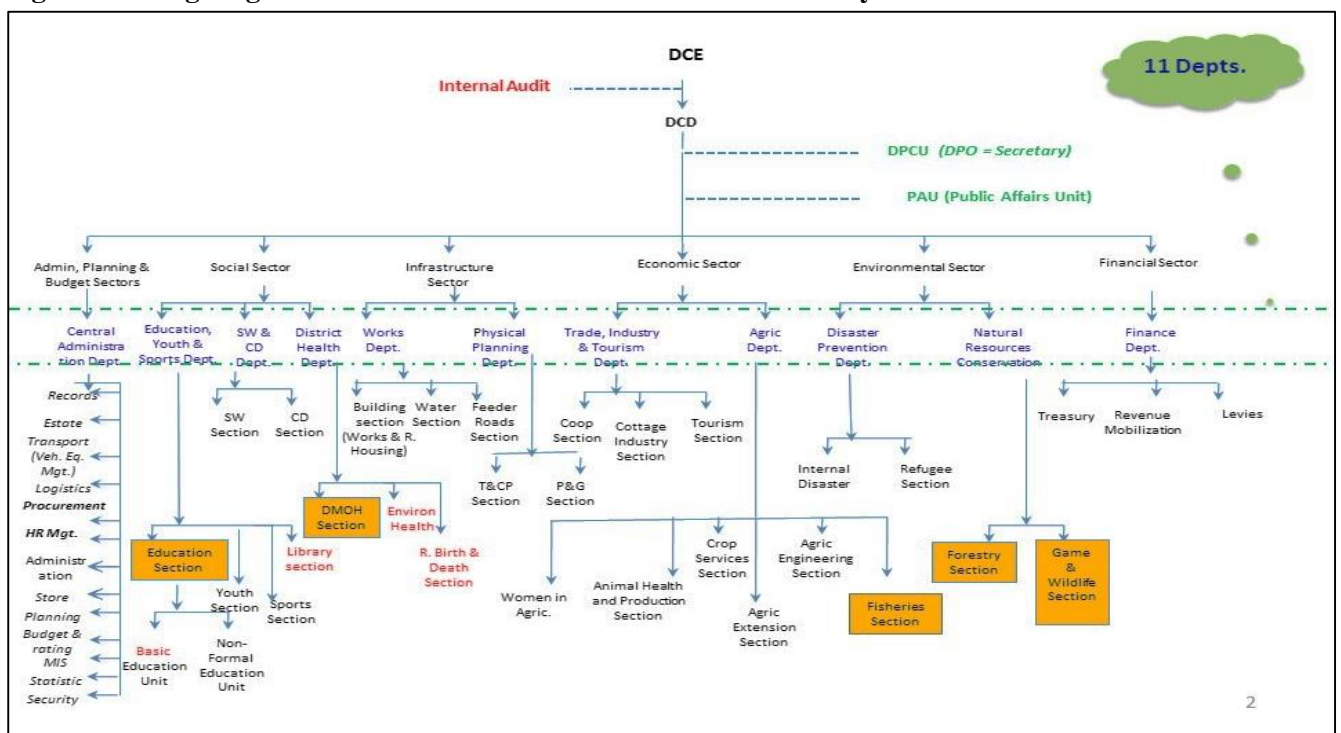 DCE
11 Depts.
Internal Audit
DCD
DPCU (DPO = Secretary)
PAU (Public Affairs Unit)
Admin, Planning &
Budget Sectors
Social Sector
Infrastructure
Sector
Economic Sector
Environmental Sector
Financial Sector
Central
Administra
tion Dept.
Education,
Youth &
Sports Dept.
SW &
CD
Dept.
District
Health
Dept.
Works
Dept.
Physical
Planning
Dept.
Trade, Industry
& Tourism
Dept.
Agric
Dept.
Disaster
Prevention
Dept.
Natural
Resources
Conservation
Finance
Dept.
Records
Estate
Transport
(Veh. Eq.
Mgt.)
Logistics
Procurement
HR Mgt.
Administr
ation
Store
Planning
Budget &
rating
MIS
Statistic
Security
SW
Section
CD
Section
Building
section
(Works & R.
Housing)
Water
Section
Feeder
Roads
Section
Coop
Section
Cottage
Industry
Section
Tourism
Section
Treasury
Revenue
Mobilization
Levies
T&CP
Section
P&G
Section
Internal
Disaster
Refugee
Section
DMOH
Section
Environ
Health
R. Birth &
Death
Section
Education
Section
Youth
Section
Sports
Section
Library
section
Basic
Education
Unit
Non-
Formal
Education
Unit
Women in
Agric.
Animal Health
and Production
Section
Crop
Services
Section
Agric
Extension
Section
Agric
Engineering
Section
Fisheries
Section
Forestry
Section
Game
&
Wildlife
Section
2